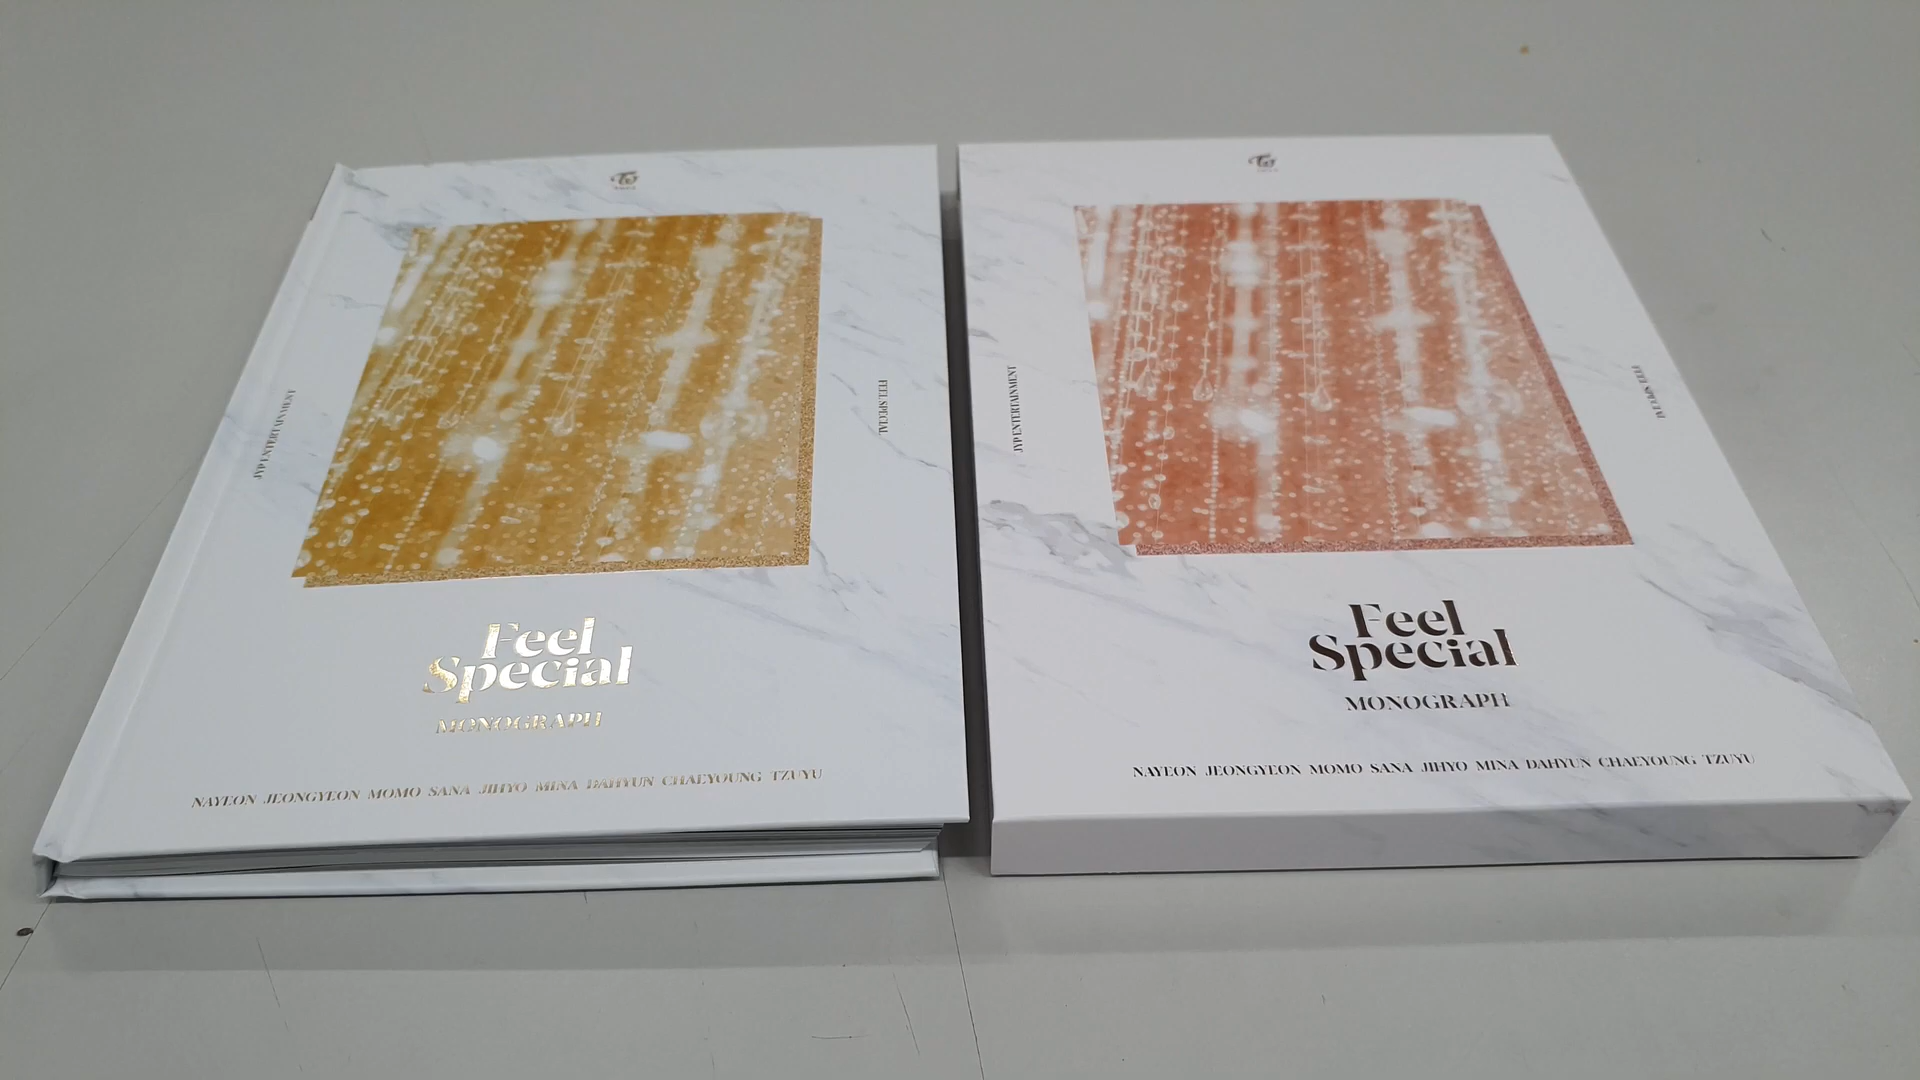 JYP ENTERTAINMENT
FEEL SPECIAL
Feel
Special
MONOGRAPH
NAYEON JEONGYEON MOMO SANA JIHYO MINA DAHYUN CHAEYOUNG TZUYU
JYP ENTERTAINMENT
FEEL SPECIAL
Feel
Special
MONOGRAPH
NAYEON JEONGYEON MOMO SANA JIHYO MINA DAHYUN CHAEYOUNG TZUYU